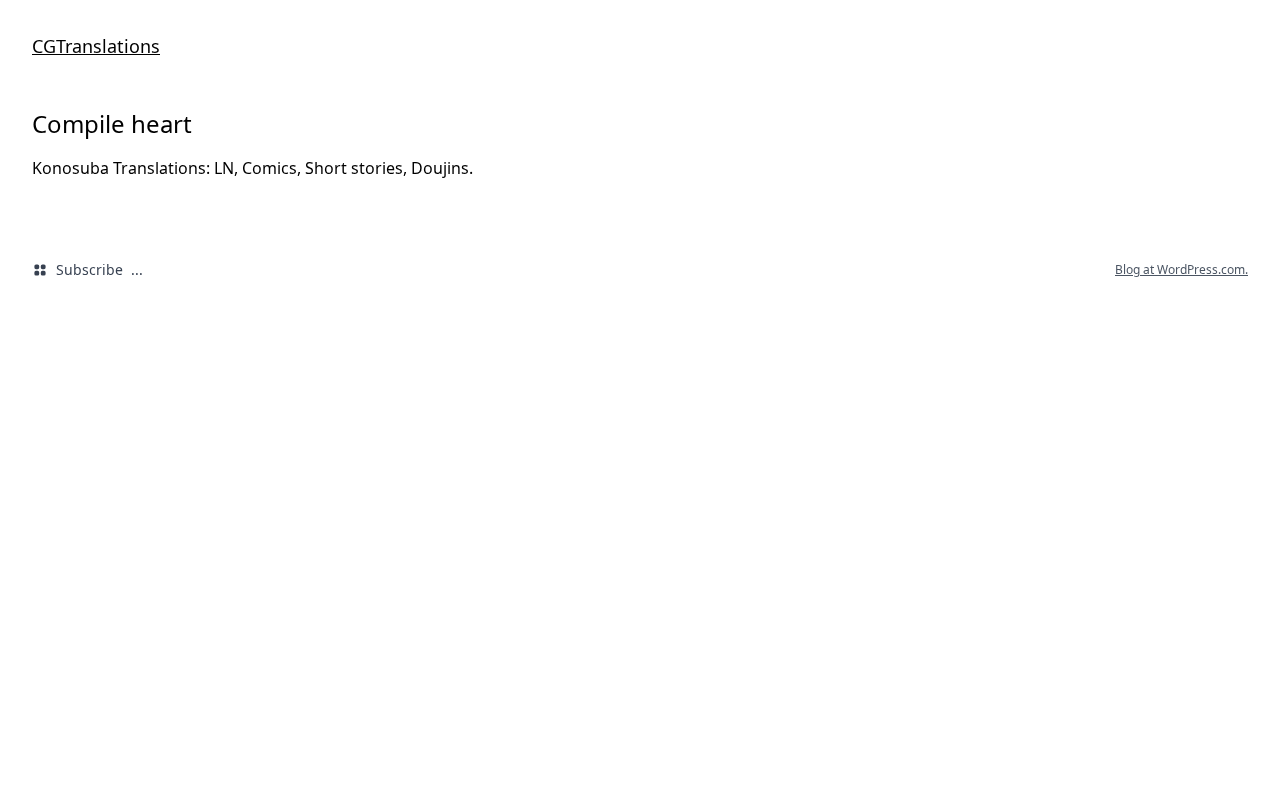 CGTranslations
Compile heart
Konosuba Translations: LN, Comics, Short stories, Doujins.
Subscribe ...
Blog at WordPress.com.